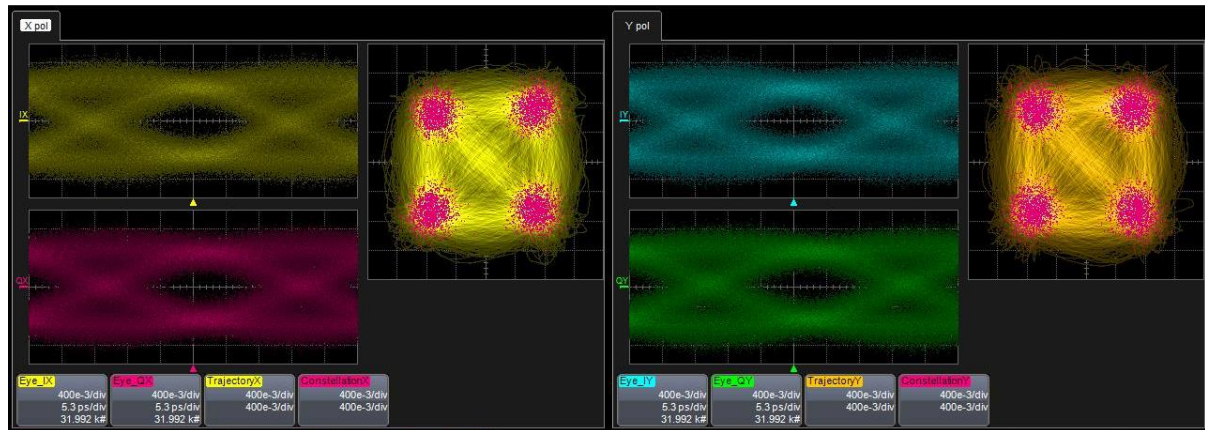 X pol
IX
QX
Eye_IX
400e-3/div
5.3 ps/div
31.992 k#
Eye_QX
400e-3/div
5.3 ps/div
31.992 k#
TrajectoryX
400e-3/div
400e-3/div
ConstellationX
400e-3/div
400e-3/div
Y pol
IY
QY
Eye_IY
400e-3/div
5.3 ps/div
31.992 k#
Eye_QY
400e-3/div
5.3 ps/div
31.992 k#
TrajectoryY
400e-3/div
400e-3/div
ConstellationY
400e-3/div
400e-3/div